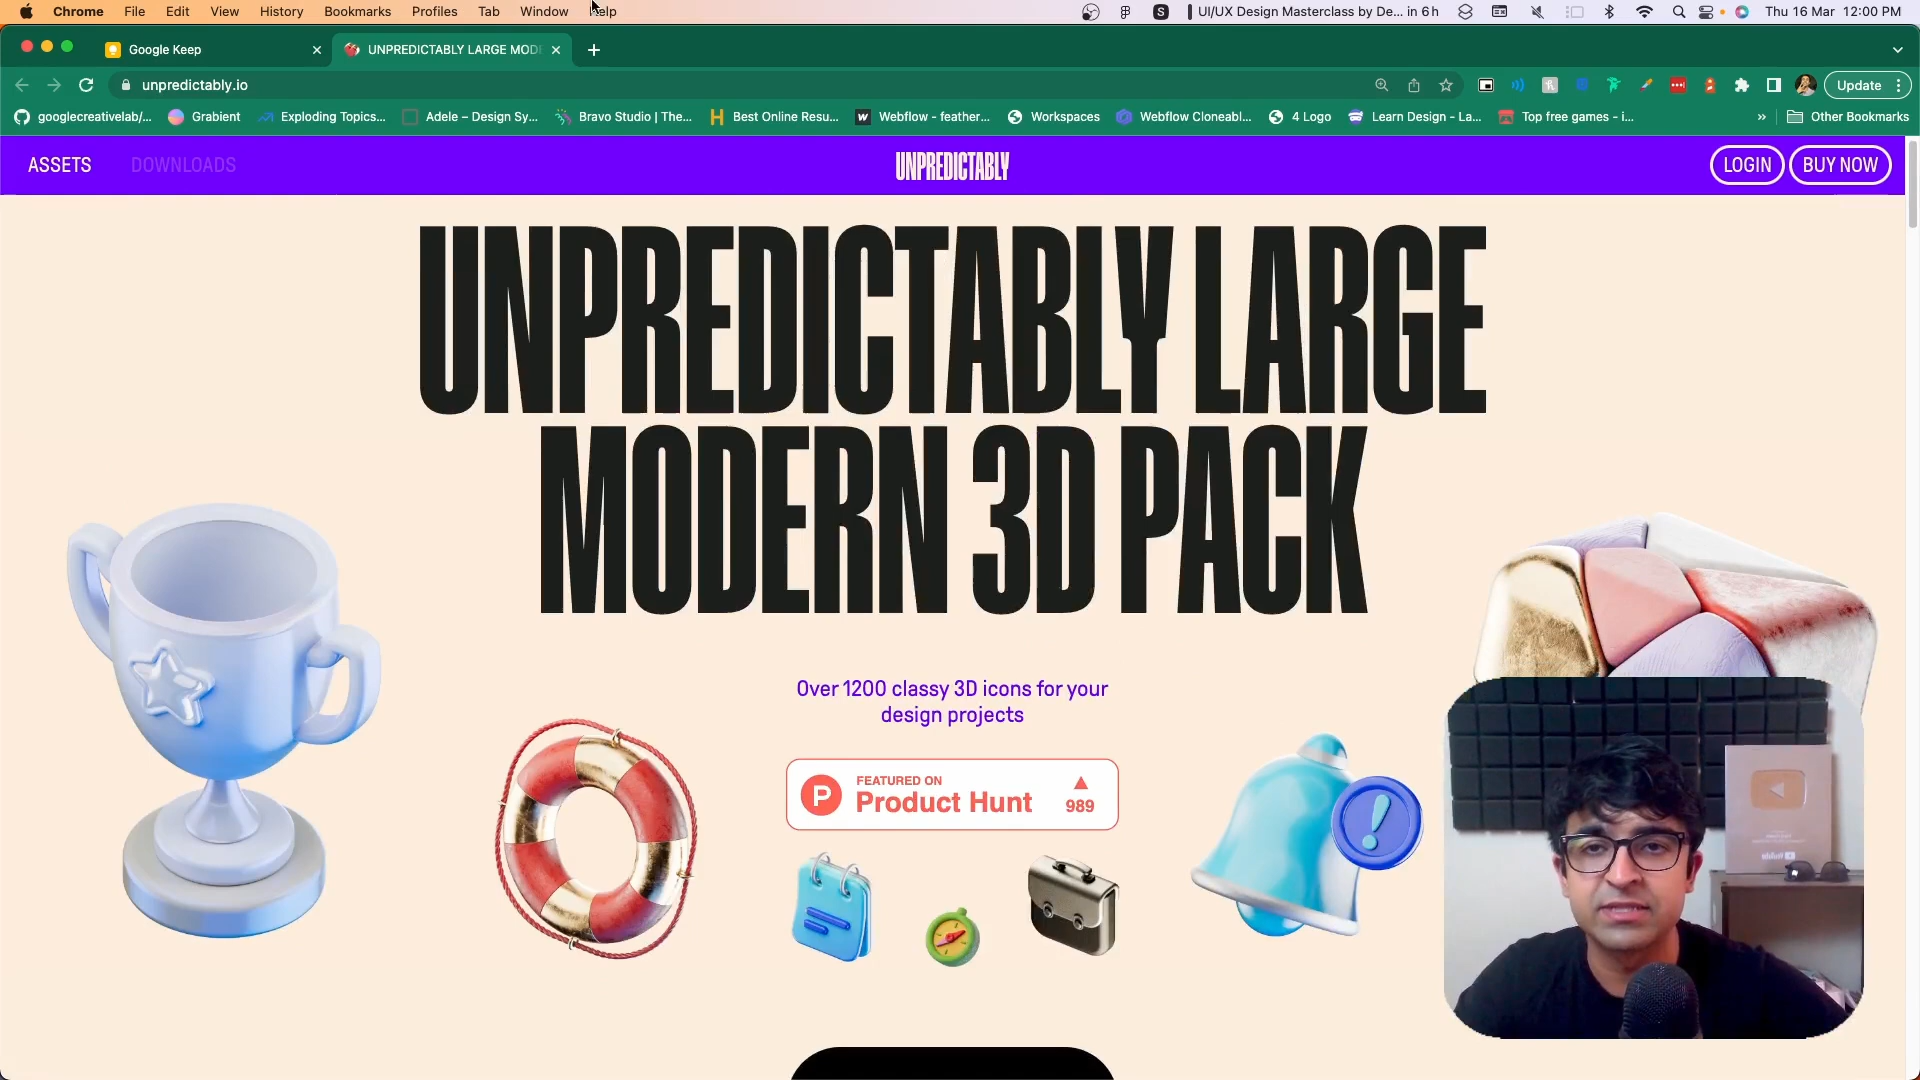 Chrome File Edit View History Bookmarks Profiles Tab Window Help
S UI/UX Design Masterclass by De... in 6 h Thu 16 Mar 12:00 PM
Google Keep UNPREDICTABLY LARGE MOD
unpredictably.io Update
googlecreativelab/... Grabient Exploding Topics... Adele – Design Sy... Bravo Studio | The... Best Online Resu... Webflow - feather... Workspaces Webflow Cloneabl... 4 Logo Learn Design - La... Top free games - i... » Other Bookmarks
ASSETS DOWNLOADS UNPREDICTABLY LOGIN BUY NOW
UNPREDICTABLY LARGE
MODERN 3D PACK
Over 1200 classy 3D icons for your
design projects
FEATURED ON
P Product Hunt 989